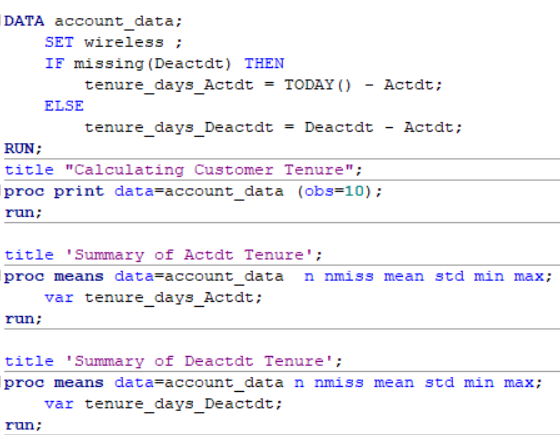 DATA account_data;
SET wireless ;
IF missing(Deactdt) THEN
tenure_days_Actdt = TODAY() - Actdt;
ELSE
tenure_days_Deactdt = Deactdt - Actdt;
RUN;
title "Calculating Customer Tenure";
proc print data=account_data (obs=10);
run;
title 'Summary of Actdt Tenure';
proc means data=account_data  n nmiss mean std min max;
var tenure_days_Actdt;
run;
title 'Summary of Deactdt Tenure';
proc means data=account_data n nmiss mean std min max;
var tenure_days_Deactdt;
run;